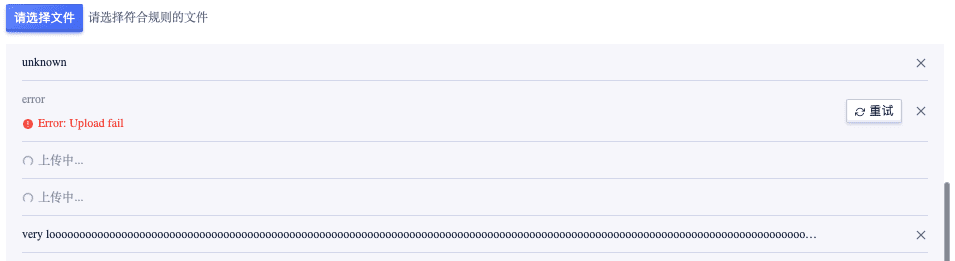 请选择文件 请选择符合规则的文件
unknown
error
Error: Upload fail
重试
上传中...
上传中...
very looooooooooooooooooooooooooooooooooooooooooooooooooooooooooooooooooooooooooooooooooooooooooooooooooooooooooooooooooooooooooooo…